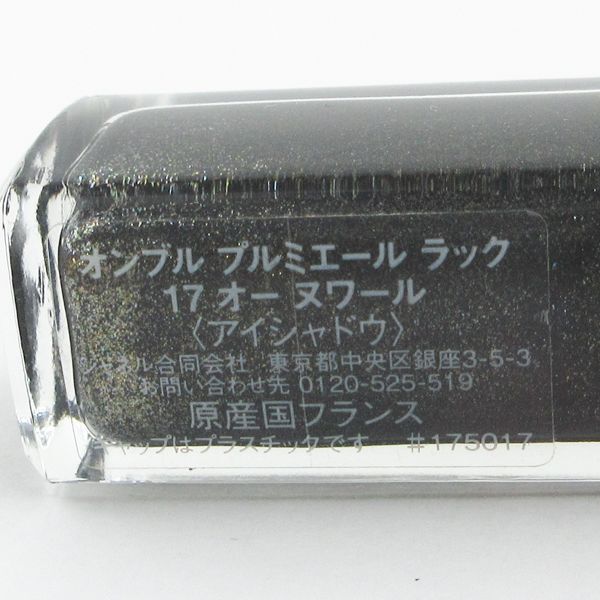 オンブル プルミエール ラック
17 オー ヌワール
〈アイシャドウ〉
シャネル合同会社 東京都中央区銀座3-5-3
お問い合わせ先 0120-525-519
原産国フランス
キャップはプラスチックです #175017